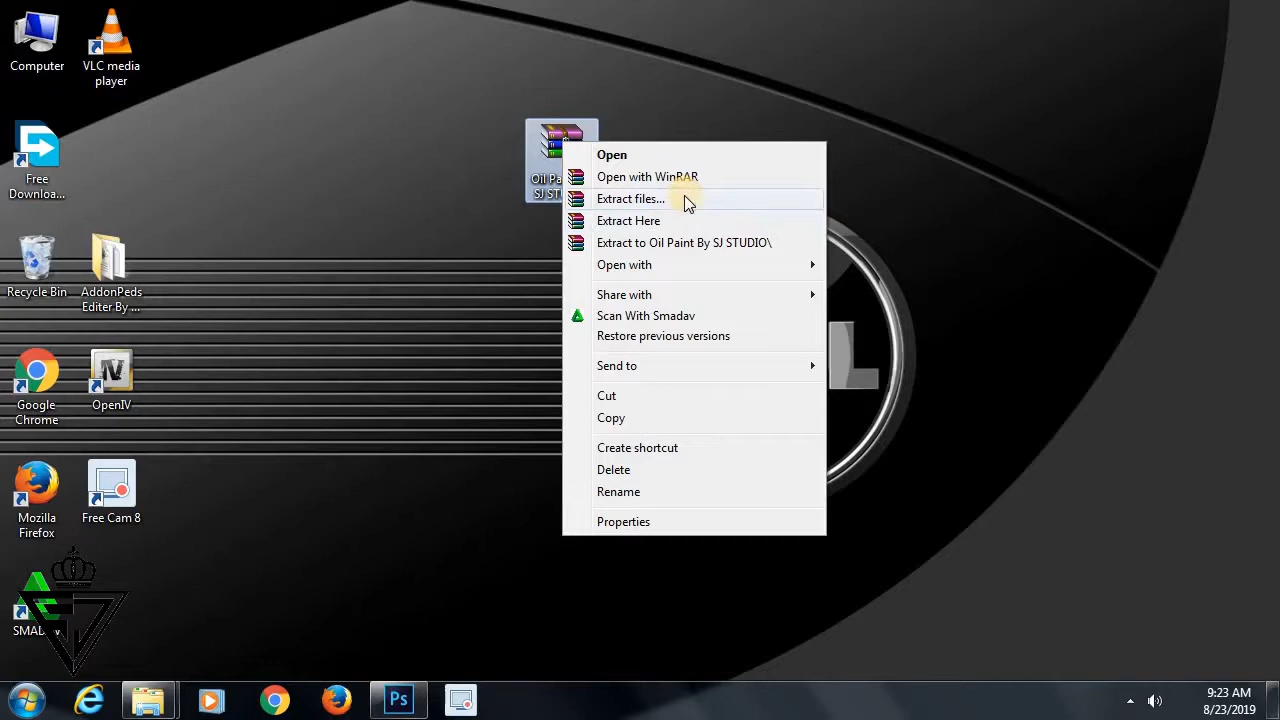 Computer
VLC media
player
Free
Downloa...
Recycle Bin
AddonPeds
Editer By ...
Google
Chrome
OpenIV
Mozilla
Firefox
Free Cam 8
Open
Open with WinRAR
Extract files...
Extract Here
Extract to Oil Paint By SJ STUDIO\
Open with
Share with
Scan With Smadav
Restore previous versions
Send to
Cut
Copy
Create shortcut
Delete
Rename
Properties
L
Ps
9:23 AM
8/23/2019